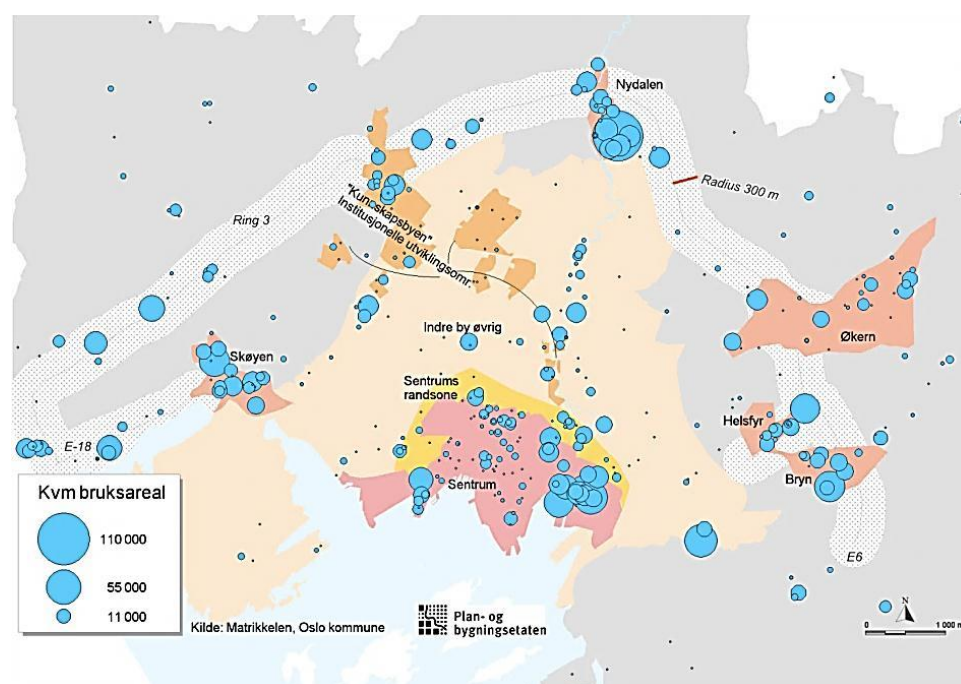 Nydalen
Radius 300 m
Ring 3
"Kunnskapsbyen"
Institusjonelle utviklingsomr."
Indre by øvrig
Økern
Skøyen
Sentrums
randsone
Helsfyr
E-18
Sentrum
Bryn
E6
Kvm bruksareal
110 000
55 000
11 000
Kilde: Matrikkelen, Oslo kommune
Plan- og
bygningsetaten
N
0 1 000 m